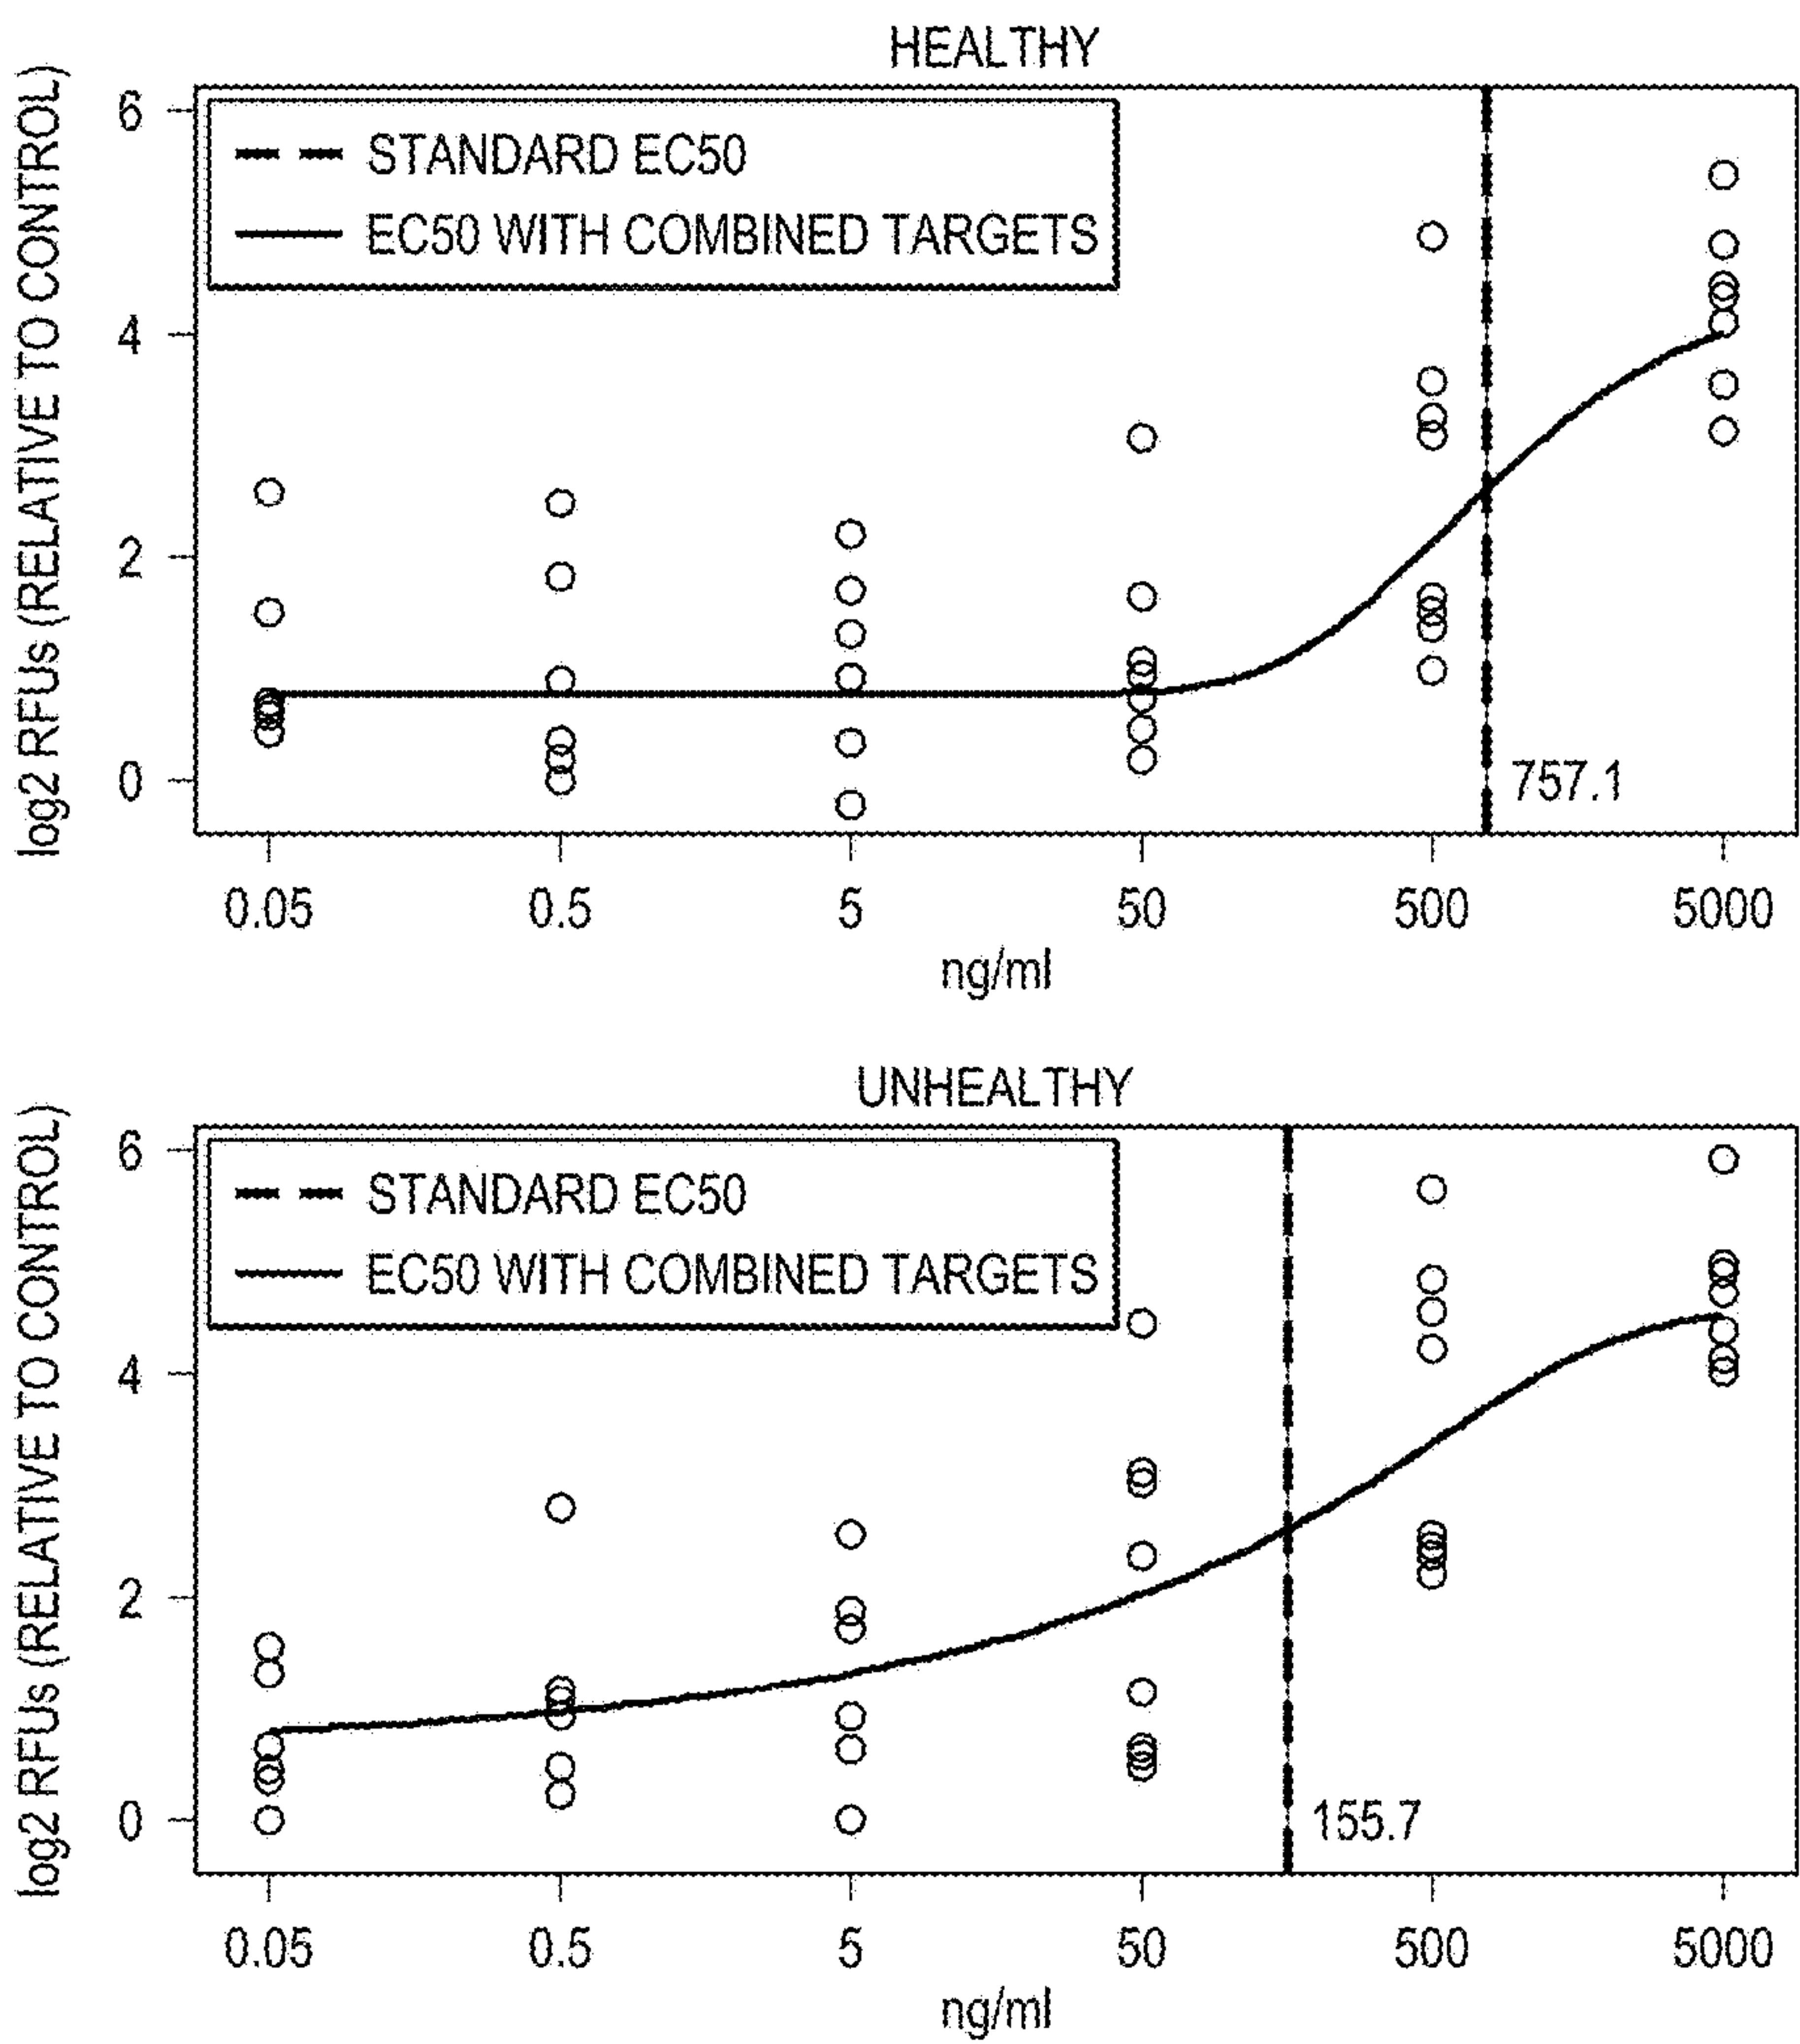 HEALTHY
log2 RFUs (RELATIVE TO CONTROL)
6
4
2
0
STANDARD EC50
EC50 WITH COMBINED TARGETS
757.1
0.05 0.5 5 50 500 5000
ng/ml
UNHEALTHY
log2 RFUs (RELATIVE TO CONTROL)
6
4
2
0
STANDARD EC50
EC50 WITH COMBINED TARGETS
155.7
0.05 0.5 5 50 500 5000
ng/ml